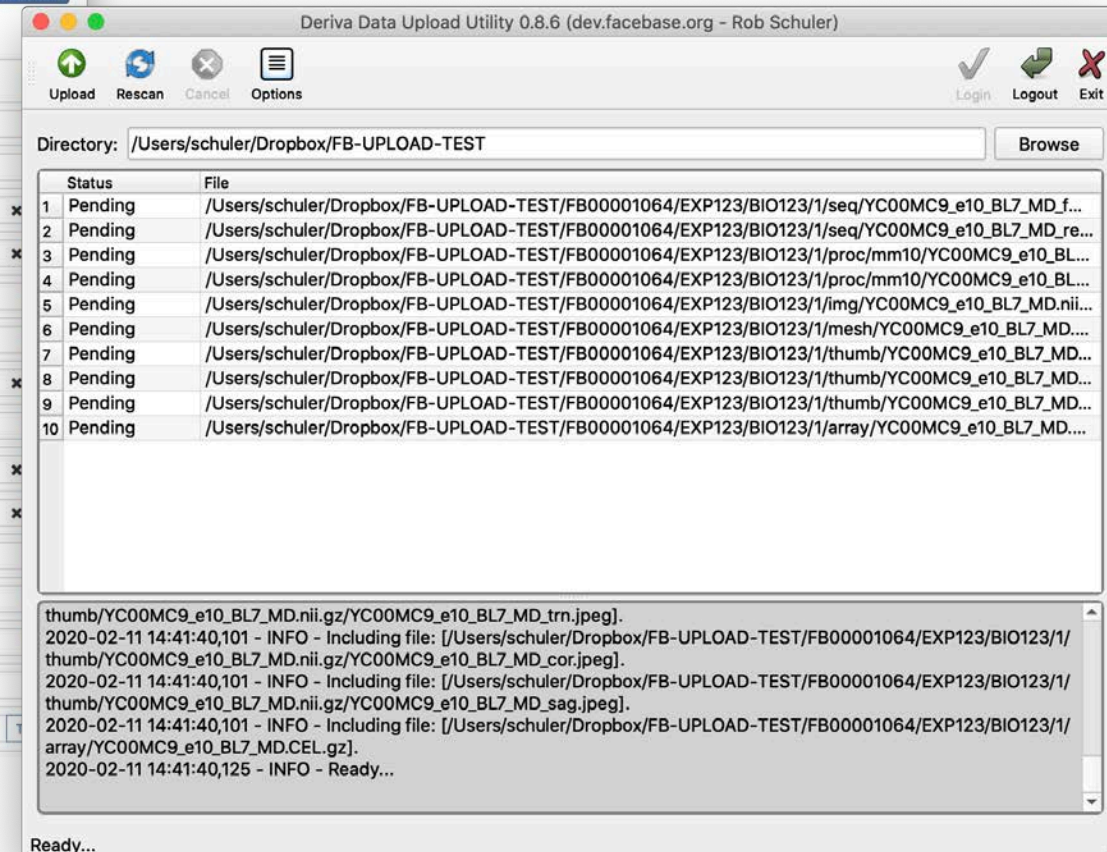 Deriva Data Upload Utility 0.8.6 (dev.facebase.org - Rob Schuler)
Upload Rescan Cancel Options Login Logout Exit
Directory: /Users/schuler/Dropbox/FB-UPLOAD-TEST Browse
Status File
1 Pending /Users/schuler/Dropbox/FB-UPLOAD-TEST/FB00001064/EXP123/BIO123/1/seq/YC00MC9_e10_BL7_MD_f...
2 Pending /Users/schuler/Dropbox/FB-UPLOAD-TEST/FB00001064/EXP123/BIO123/1/seq/YC00MC9_e10_BL7_MD_re...
3 Pending /Users/schuler/Dropbox/FB-UPLOAD-TEST/FB00001064/EXP123/BIO123/1/proc/mm10/YC00MC9_e10_BL...
4 Pending /Users/schuler/Dropbox/FB-UPLOAD-TEST/FB00001064/EXP123/BIO123/1/proc/mm10/YC00MC9_e10_BL...
5 Pending /Users/schuler/Dropbox/FB-UPLOAD-TEST/FB00001064/EXP123/BIO123/1/img/YC00MC9_e10_BL7_MD.nii...
6 Pending /Users/schuler/Dropbox/FB-UPLOAD-TEST/FB00001064/EXP123/BIO123/1/mesh/YC00MC9_e10_BL7_MD....
7 Pending /Users/schuler/Dropbox/FB-UPLOAD-TEST/FB00001064/EXP123/BIO123/1/thumb/YC00MC9_e10_BL7_MD...
8 Pending /Users/schuler/Dropbox/FB-UPLOAD-TEST/FB00001064/EXP123/BIO123/1/thumb/YC00MC9_e10_BL7_MD...
9 Pending /Users/schuler/Dropbox/FB-UPLOAD-TEST/FB00001064/EXP123/BIO123/1/thumb/YC00MC9_e10_BL7_MD...
10 Pending /Users/schuler/Dropbox/FB-UPLOAD-TEST/FB00001064/EXP123/BIO123/1/array/YC00MC9_e10_BL7_MD....
thumb/YC00MC9_e10_BL7_MD.nii.gz/YC00MC9_e10_BL7_MD_trn.jpeg].
2020-02-11 14:41:40,101 - INFO - Including file: [/Users/schuler/Dropbox/FB-UPLOAD-TEST/FB00001064/EXP123/BIO123/1/
thumb/YC00MC9_e10_BL7_MD.nii.gz/YC00MC9_e10_BL7_MD_cor.jpeg].
2020-02-11 14:41:40,101 - INFO - Including file: [/Users/schuler/Dropbox/FB-UPLOAD-TEST/FB00001064/EXP123/BIO123/1/
thumb/YC00MC9_e10_BL7_MD.nii.gz/YC00MC9_e10_BL7_MD_sag.jpeg].
2020-02-11 14:41:40,101 - INFO - Including file: [/Users/schuler/Dropbox/FB-UPLOAD-TEST/FB00001064/EXP123/BIO123/1/
array/YC00MC9_e10_BL7_MD.CEL.gz].
2020-02-11 14:41:40,125 - INFO - Ready...
Ready...